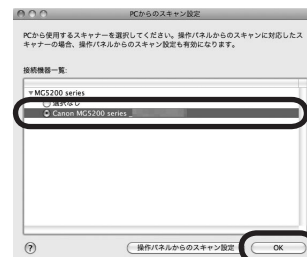 PCからのスキャン設定
PCから使用するスキャナーを選択してください。操作パネルからのスキャンに対応したス
キャナーの場合、操作パネルからのスキャン設定も有効になります。
接続機器一覧:
▼MG5200 series
選択なし
Canon MG5200 series_
?
操作パネルからのスキャン設定
OK